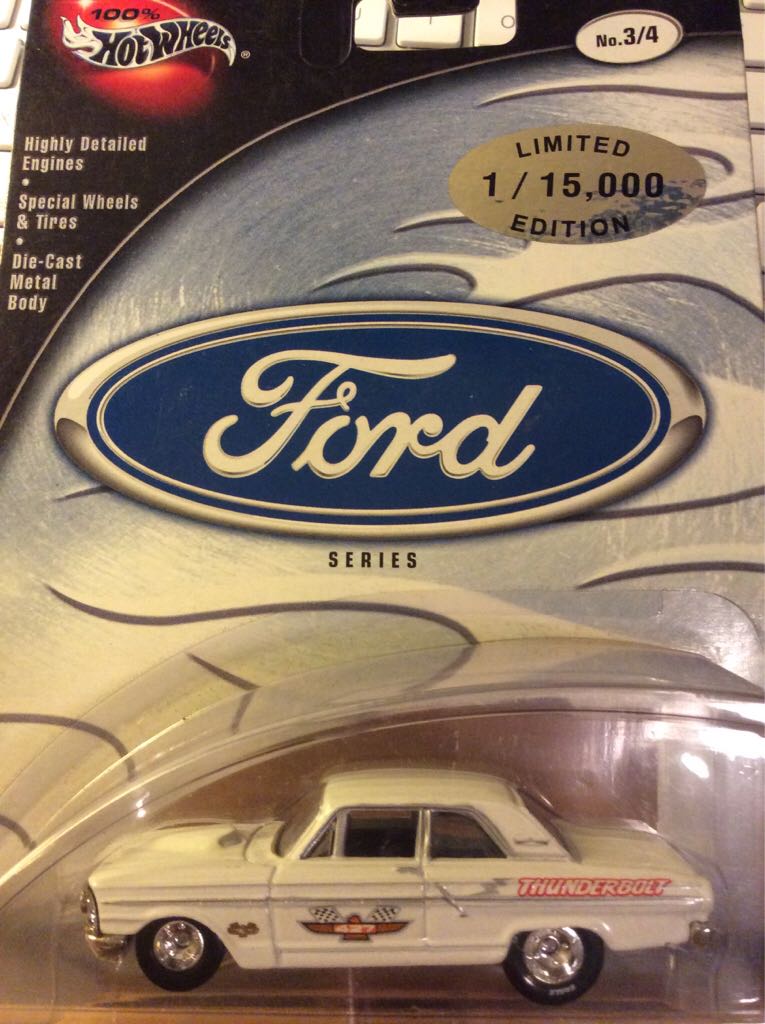 100%
HOT WHEELS®
No.3/4
Highly Detailed
Engines
•
Special Wheels
& Tires
•
Die-Cast
Metal
Body
LIMITED
1 / 15,000
EDITION
Ford
SERIES
THUNDERBOLT
427
O